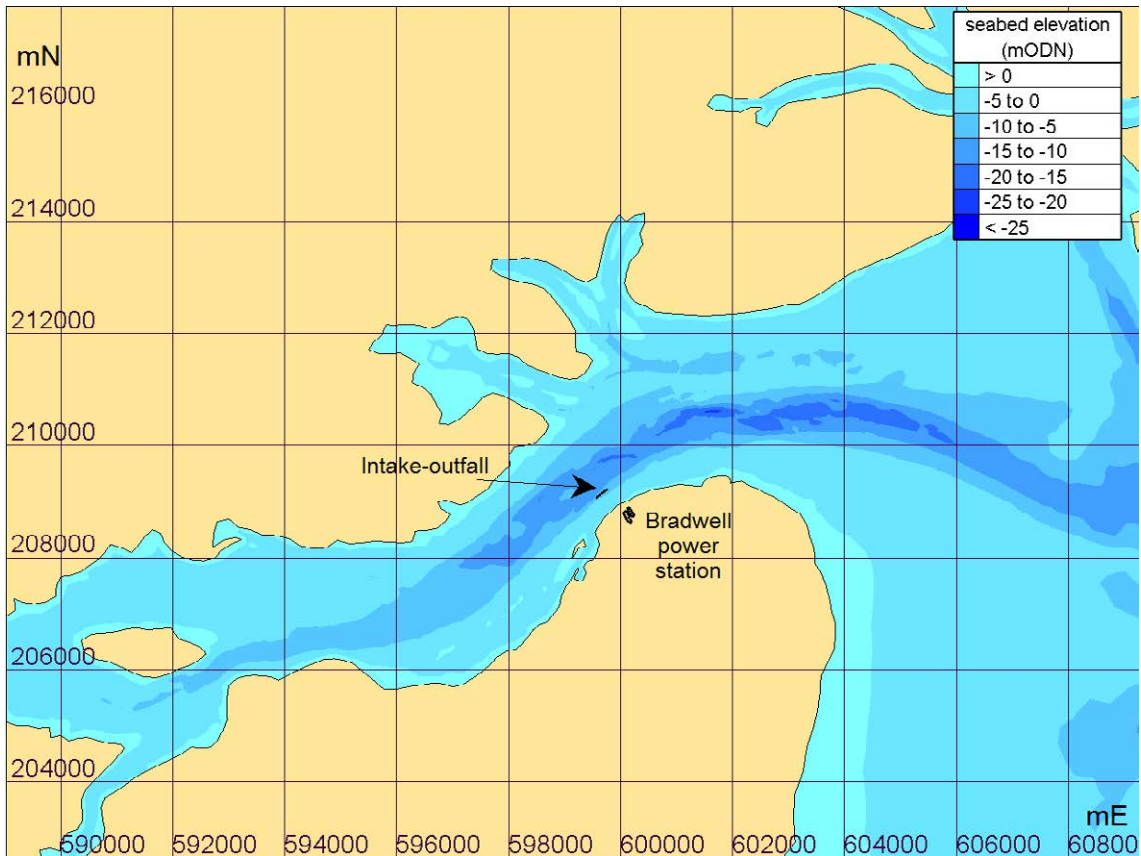 mN
216000
214000
212000
210000
208000
206000
204000
seabed elevation
(mODN)
> 0
-5 to 0
-10 to -5
-15 to -10
-20 to -15
-25 to -20
< -25
Intake-outfall
Bradwell
power
station
mE
590000 592000 594000 596000 598000 600000 602000 604000 606000 60800